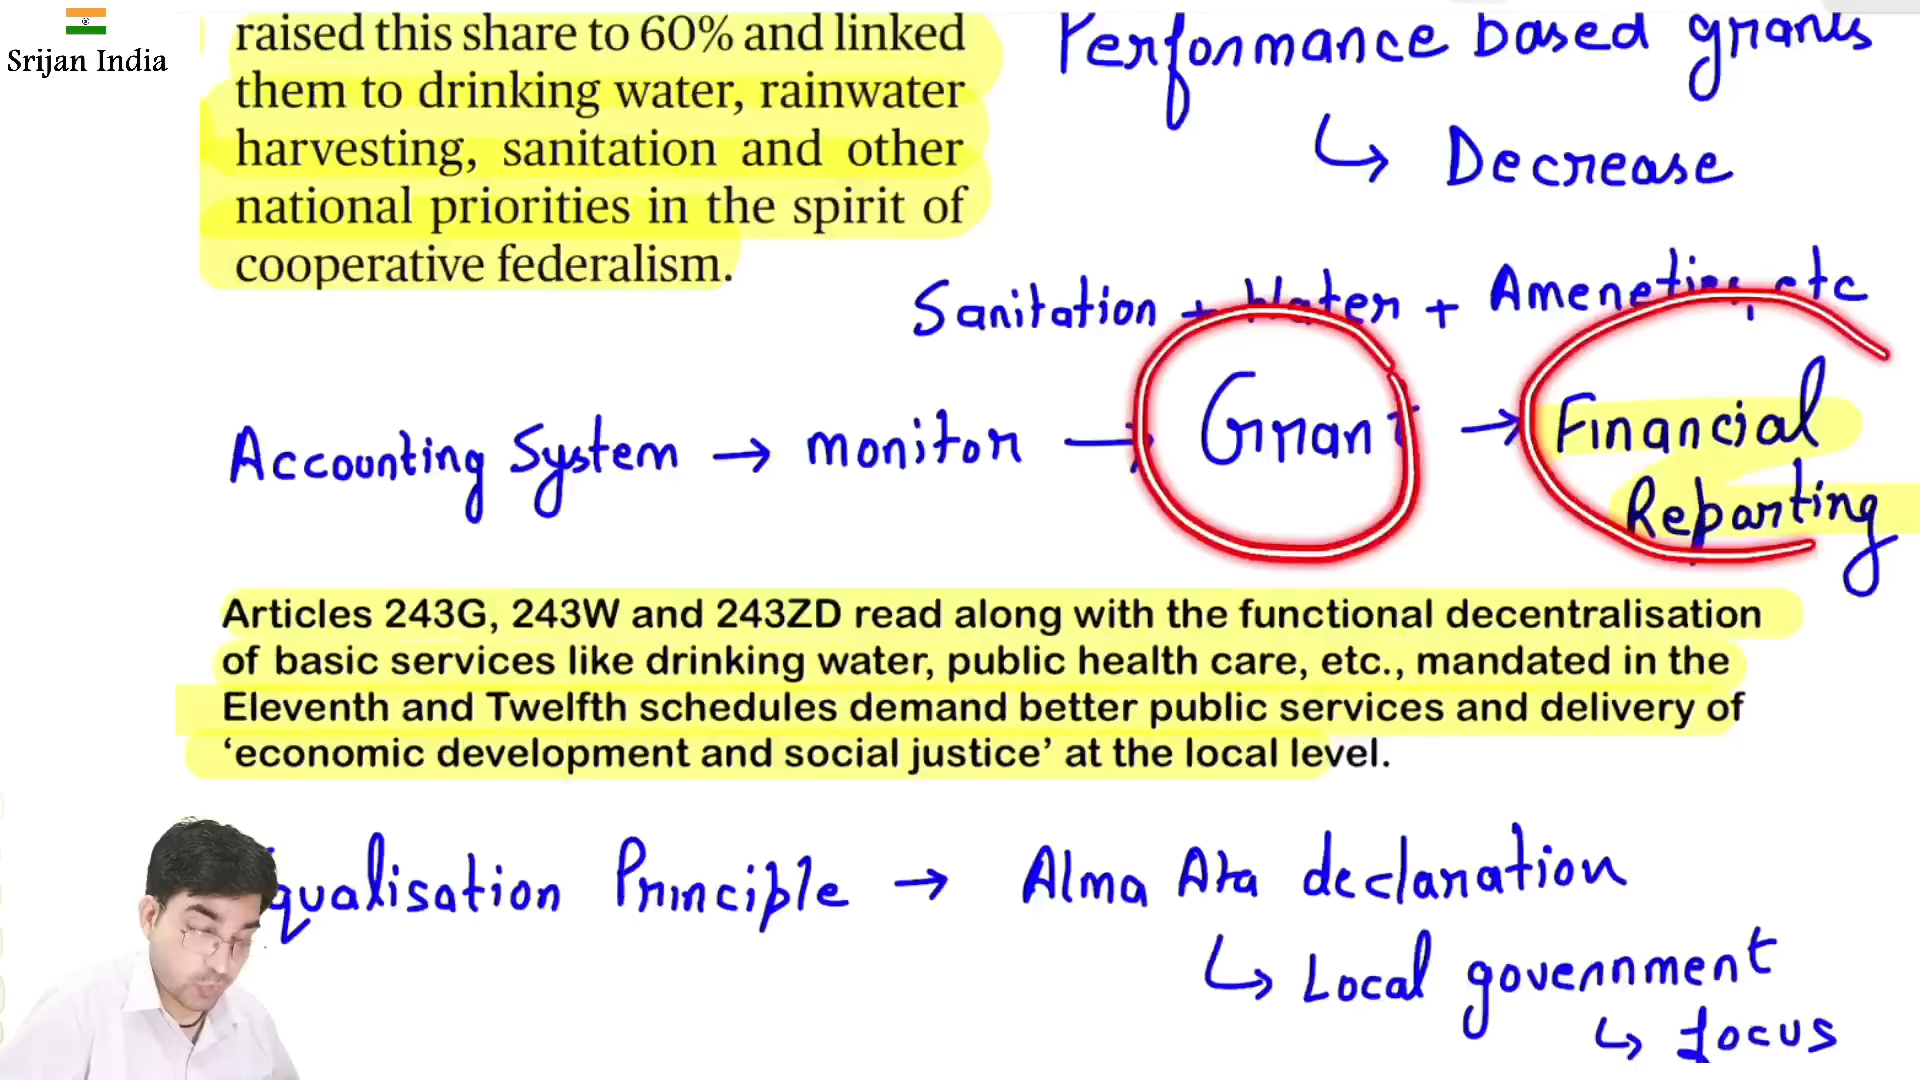 Srijan India
raised this share to 60% and linked
them to drinking water, rainwater
harvesting, sanitation and other
national priorities in the spirit of
cooperative federalism.
Performance based grants
↳ Decrease
Sanitation + Water + Ameneties etc
Accounting System → monitor → Grant → Financial
Reporting
Articles 243G, 243W and 243ZD read along with the functional decentralisation
of basic services like drinking water, public health care, etc., mandated in the
Eleventh and Twelfth schedules demand better public services and delivery of
‘economic development and social justice’ at the local level.
qualisation Principle → Alma Ata declaration
↳ Local government
↳ focus